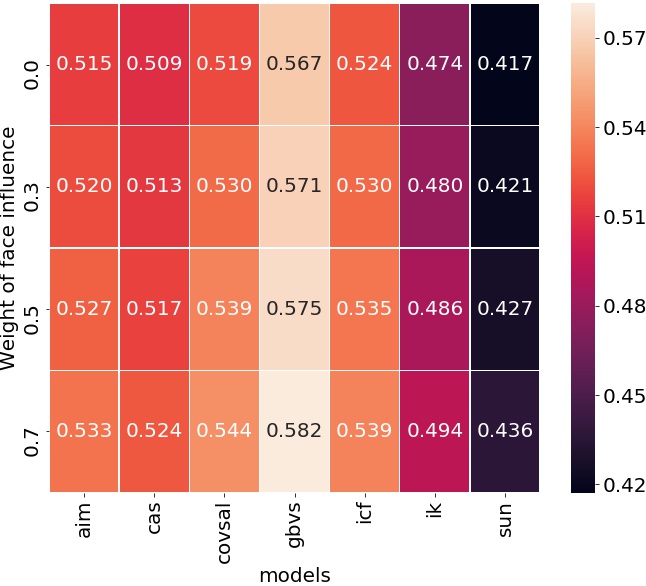 0.0 0.515 0.509 0.519 0.567 0.524 0.474 0.417
0.3 0.520 0.513 0.530 0.571 0.530 0.480 0.421
0.5 0.527 0.517 0.539 0.575 0.535 0.486 0.427
0.7 0.533 0.524 0.544 0.582 0.539 0.494 0.436
aim cas covsal gbvs icf ik sun
models
Weight of face influence
0.57
0.54
0.51
0.48
0.45
0.42